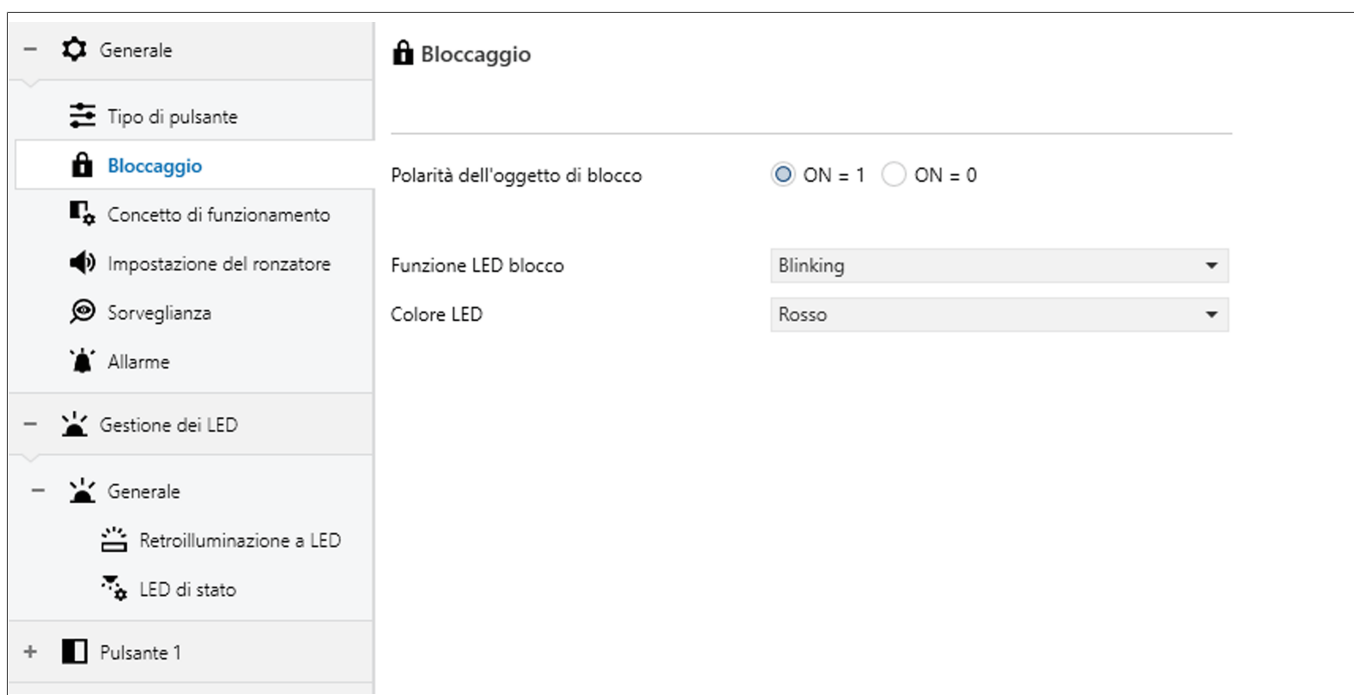 Generale
Tipo di pulsante
Bloccaggio
Concetto di funzionamento
Impostazione del ronzatore
Sorveglianza
Allarme
Gestione dei LED
Generale
Retroilluminazione a LED
LED di stato
Pulsante 1
Bloccaggio
Polarità dell'oggetto di blocco ON = 1 ON = 0
Funzione LED blocco Blinking
Colore LED Rosso